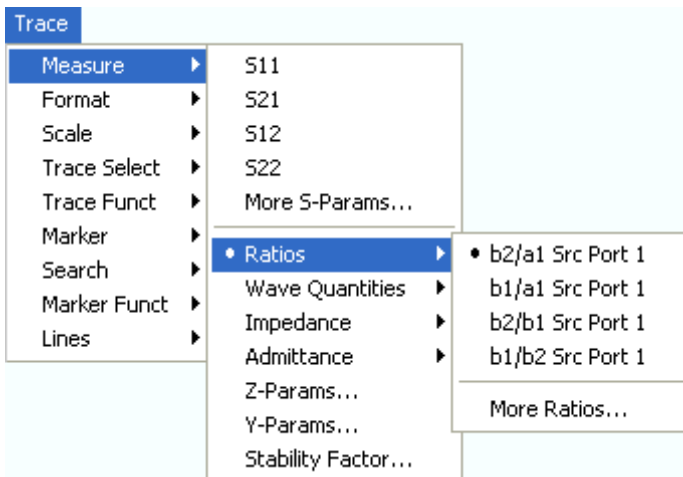 Trace
Measure
Format
Scale
Trace Select
Trace Funct
Marker
Search
Marker Funct
Lines
S11
S21
S12
S22
More S-Params...
Ratios
Wave Quantities
Impedance
Admittance
Z-Params...
Y-Params...
Stability Factor...
b2/a1 Src Port 1
b1/a1 Src Port 1
b2/b1 Src Port 1
b1/b2 Src Port 1
More Ratios...